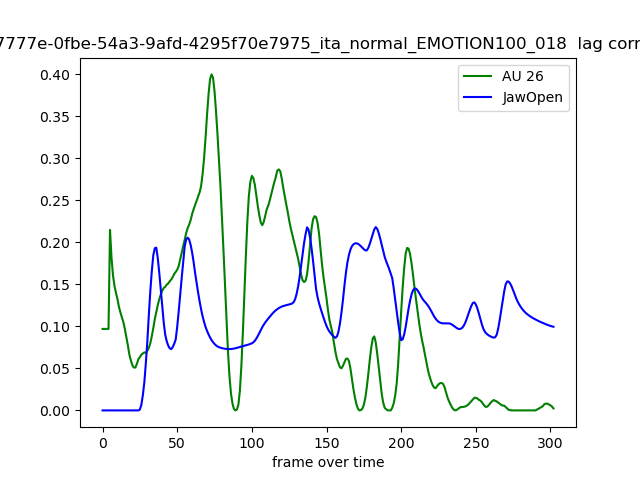 7777e-0fbe-54a3-9afd-4295f70e7975_ita_normal_EMOTION100_018 lag corr
AU 26
JawOpen
0.40
0.35
0.30
0.25
0.20
0.15
0.10
0.05
0.00
0 50 100 150 200 250 300
frame over time